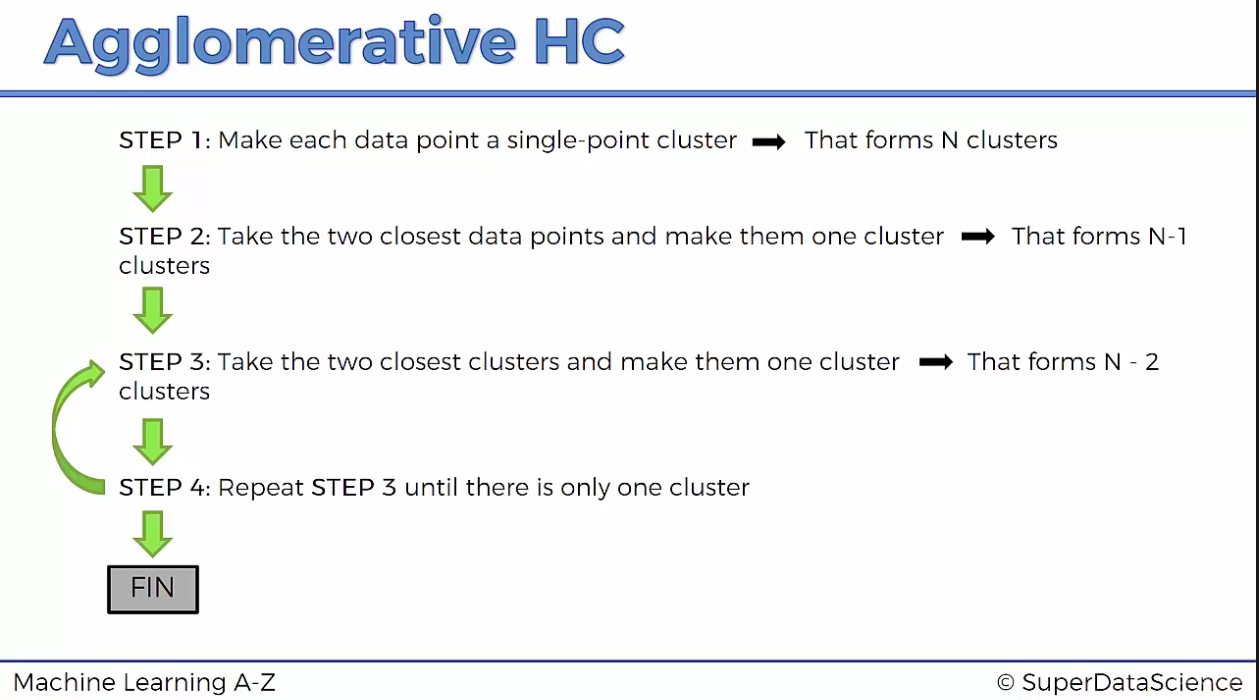 Agglomerative HC
STEP 1: Make each data point a single-point cluster ➡ That forms N clusters
STEP 2: Take the two closest data points and make them one cluster ➡ That forms N-1
clusters
STEP 3: Take the two closest clusters and make them one cluster ➡ That forms N - 2
clusters
STEP 4: Repeat STEP 3 until there is only one cluster
FIN
Machine Learning A-Z
© SuperDataScience